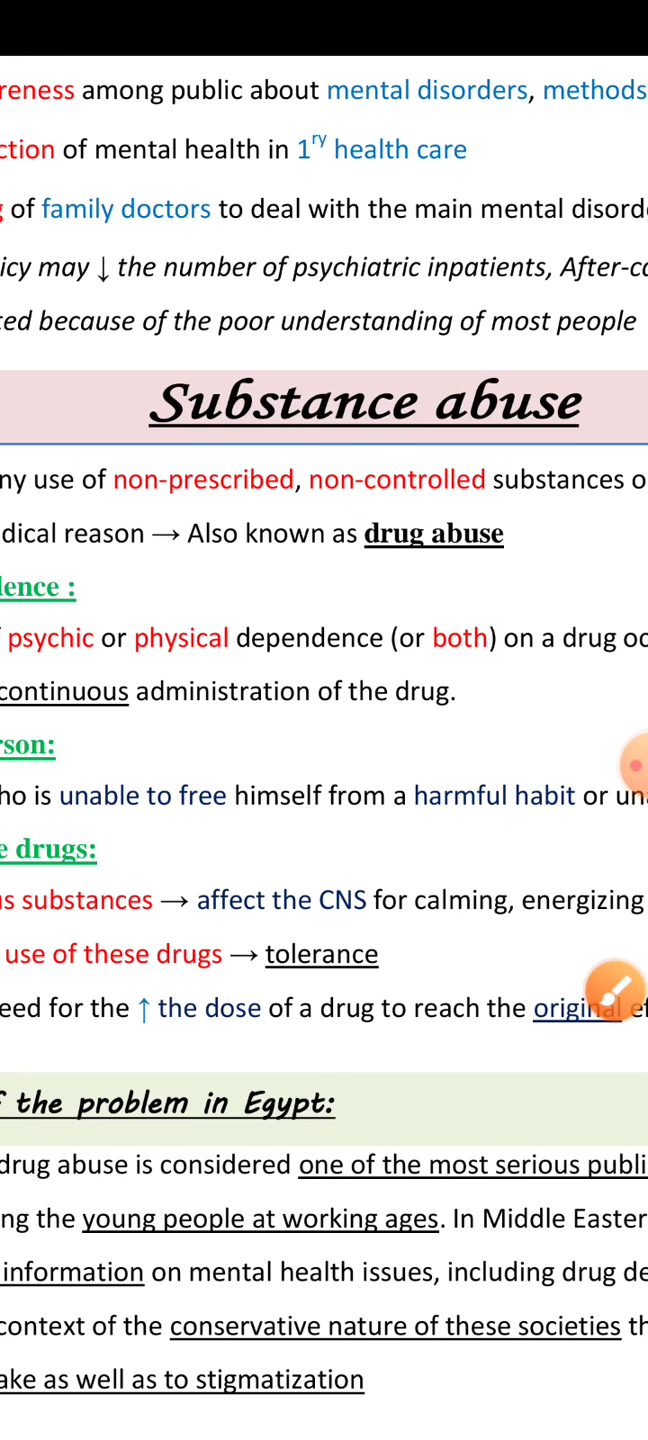 reness among public about mental disorders, methods
ction of mental health in 1ry health care
g of family doctors to deal with the main mental disord
icy may ↓ the number of psychiatric inpatients, After-c
ted because of the poor understanding of most people
Substance abuse
ny use of non-prescribed, non-controlled substances o
dical reason → Also known as drug abuse
lence :
psychic or physical dependence (or both) on a drug oc
continuous administration of the drug.
rson:
ho is unable to free himself from a harmful habit or un
e drugs:
us substances → affect the CNS for calming, energizing
use of these drugs → tolerance
eed for the ↑ the dose of a drug to reach the original ef
f the problem in Egypt:
drug abuse is considered one of the most serious publi
ng the young people at working ages. In Middle Easter
information on mental health issues, including drug de
context of the conservative nature of these societies th
ake as well as to stigmatization